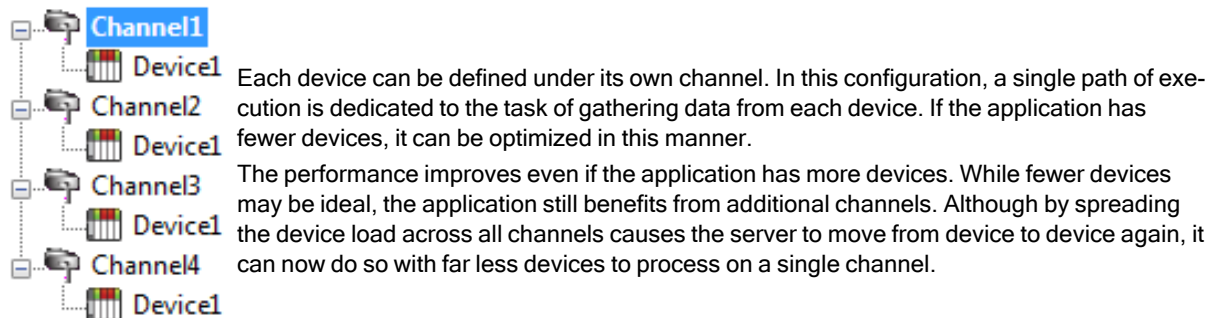 Channel1
Device1
Channel2
Device1
Channel3
Device1
Channel4
Device1
Each device can be defined under its own channel. In this configuration, a single path of exe-
cution is dedicated to the task of gathering data from each device. If the application has
fewer devices, it can be optimized in this manner.
The performance improves even if the application has more devices. While fewer devices
may be ideal, the application still benefits from additional channels. Although by spreading
the device load across all channels causes the server to move from device to device again, it
can now do so with far less devices to process on a single channel.